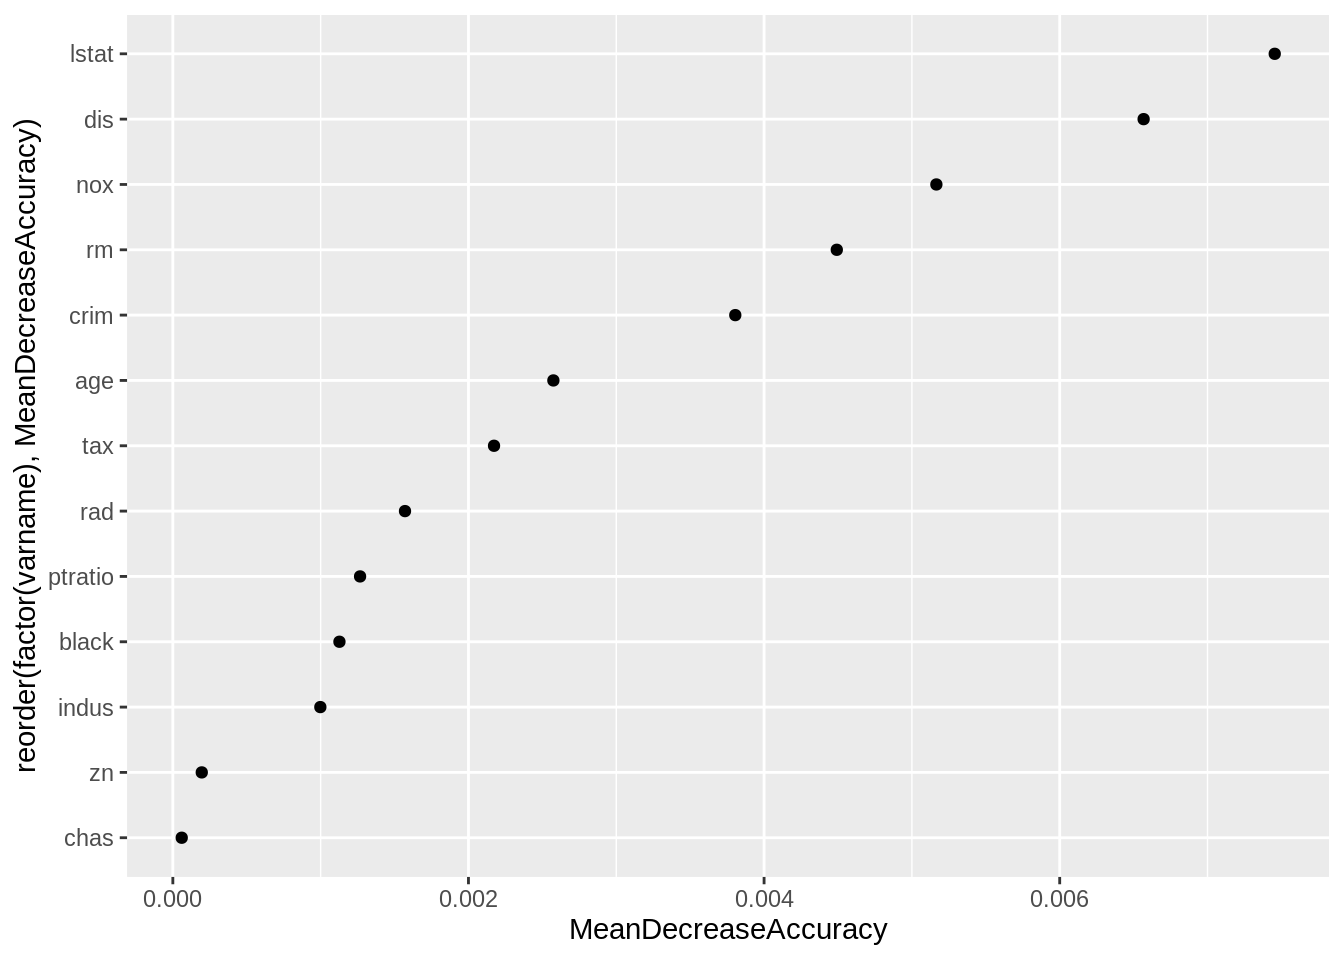 reorder(factor(varname), MeanDecreaseAccuracy)
lstat
dis
nox
rm
crim
age
tax
rad
ptratio
black
indus
zn
chas
0.000 0.002 0.004 0.006
MeanDecreaseAccuracy